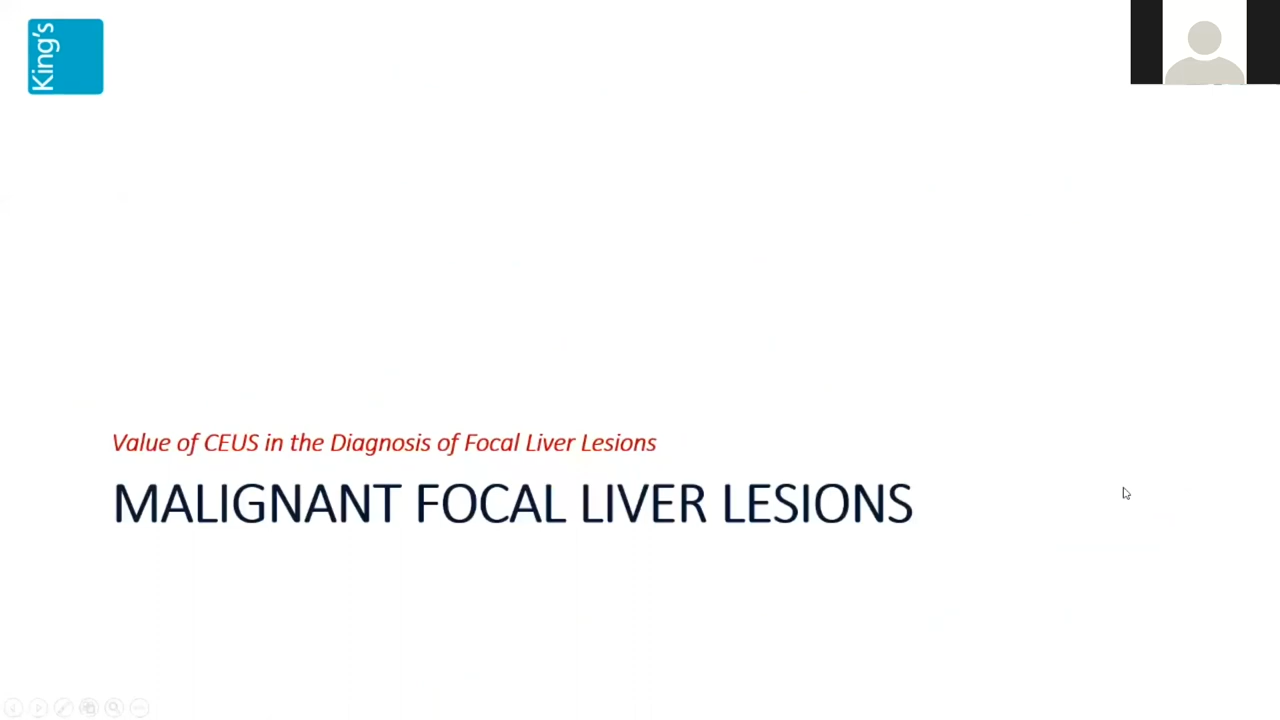 King's
Value of CEUS in the Diagnosis of Focal Liver Lesions
MALIGNANT FOCAL LIVER LESIONS